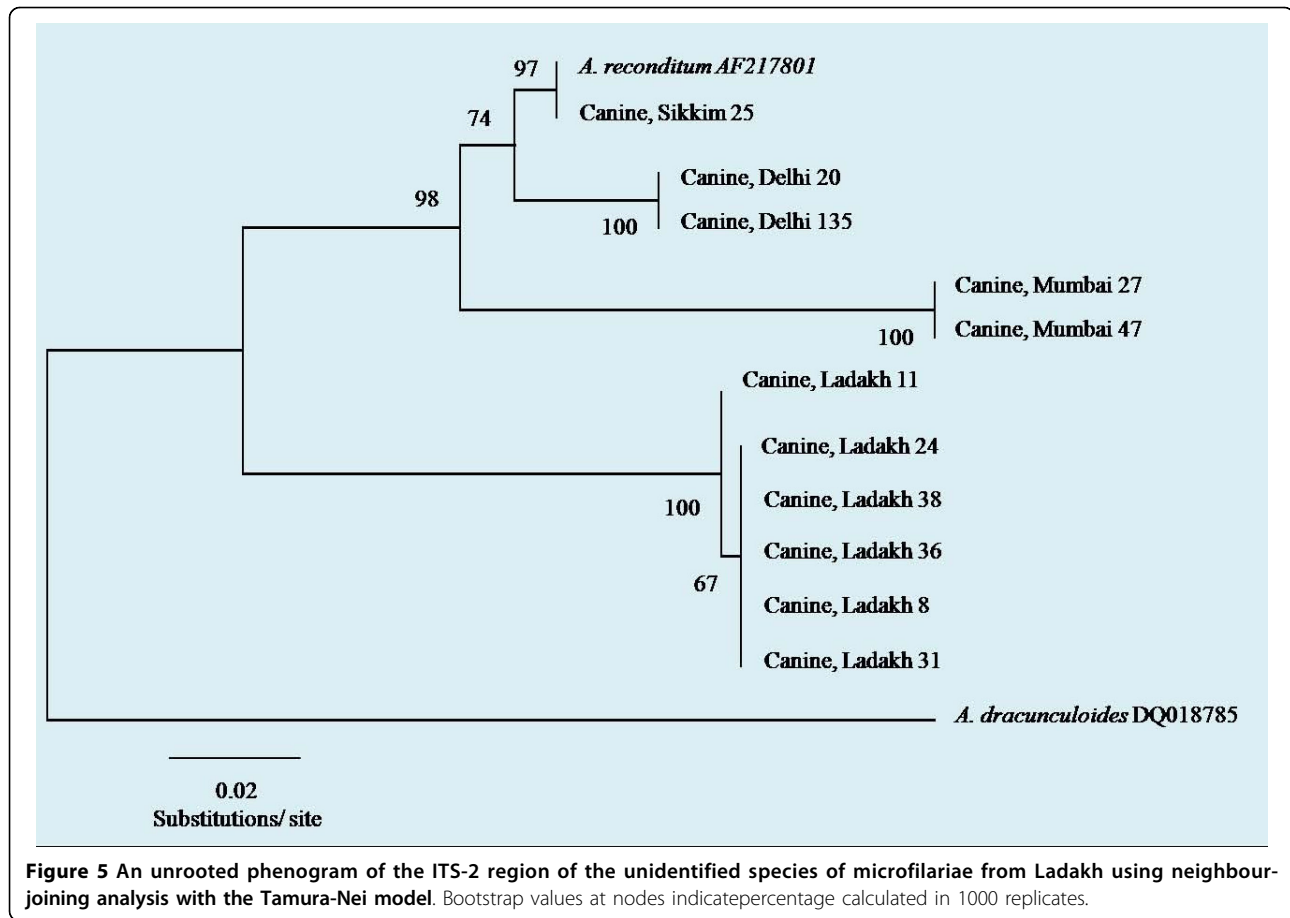 97
A. reconditum AF217801
Canine, Sikkim 25
74
Canine, Delhi 20
98
100
Canine, Delhi 135
Canine, Mumbai 27
Canine, Mumbai 47
100
Canine, Ladakh 11
Canine, Ladakh 24
Canine, Ladakh 38
100
Canine, Ladakh 36
67
Canine, Ladakh 8
Canine, Ladakh 31
A. dracunculoides DQ018785
0.02
Substitutions/ site
Figure 5 An unrooted phenogram of the ITS-2 region of the unidentified species of microfilariae from Ladakh using neighbour-
joining analysis with the Tamura-Nei model. Bootstrap values at nodes indicatepercentage calculated in 1000 replicates.